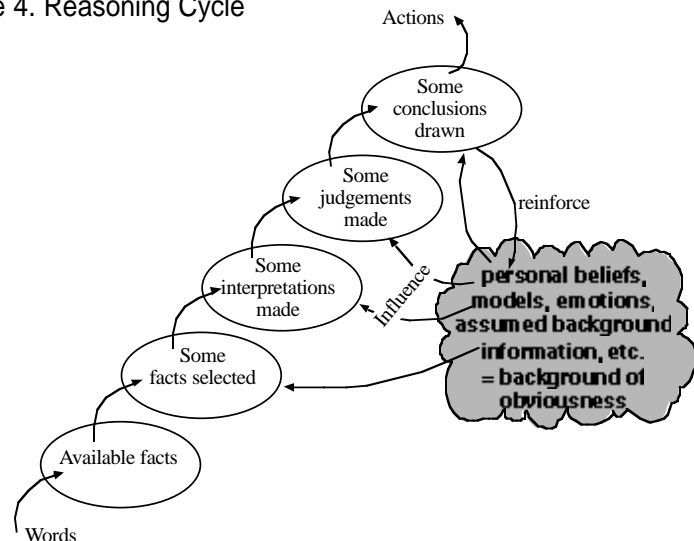 e 4. Reasoning Cycle
Actions
Some
conclusions
drawn
Some
judgements
made
reinforce
Some
interpretations
made
Influence
personal beliefs,
models, emotions,
assumed background
information, etc.
= background of
obviousness
Some
facts selected
Available facts
Words